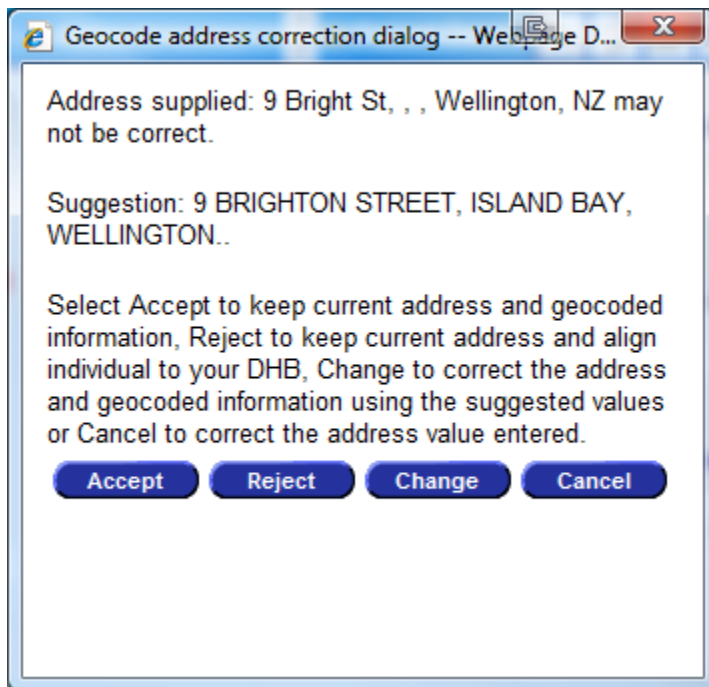 Geocode address correction dialog -- Webpage D...
Address supplied: 9 Bright St, , , Wellington, NZ may
not be correct.
Suggestion: 9 BRIGHTON STREET, ISLAND BAY,
WELLINGTON..
Select Accept to keep current address and geocoded
information, Reject to keep current address and align
individual to your DHB, Change to correct the address
and geocoded information using the suggested values
or Cancel to correct the address value entered.
Accept Reject Change Cancel